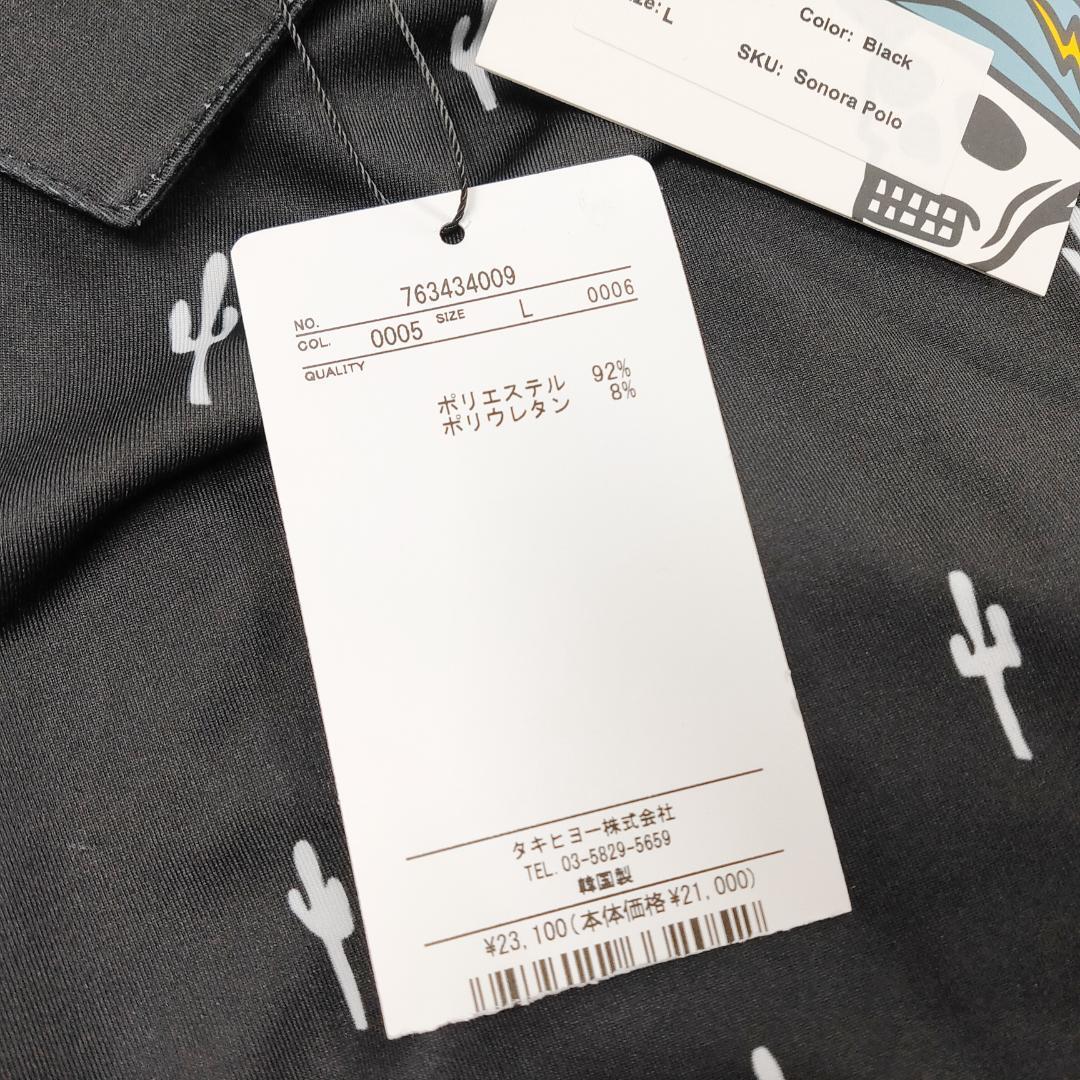 L
Color: Black
SKU: Sonora Polo
NO. 763434009
COL. 0005 SIZE L 0006
QUALITY
ポリエステル 92%
ポリウレタン 8%
タキヒヨー株式会社
TEL.03-5829-5659
韓国製
¥23,100(本体価格¥21,000)